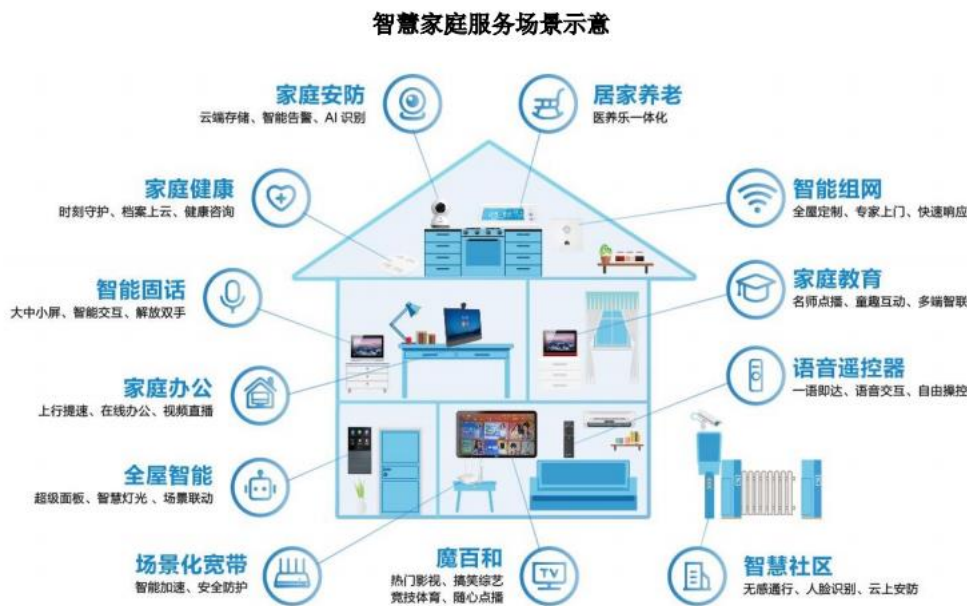 智慧家庭服务场景示意
家庭安防
云端存储、智能告警、AI 识别
居家养老
医养乐一体化
家庭健康
时刻守护、档案上云、健康咨询
智能组网
全屋定制、专家上门、快速响应
智能固话
大中小屏、智能交互、解放双手
家庭教育
名师点播、童趣互动、多端智联
家庭办公
上行提速、在线办公、视频直播
语音遥控器
一语即达、语音交互、自由操控
全屋智能
超级面板、智慧灯光、场景联动
场景化宽带
智能加速、安全防护
魔百和
热门影视、搞笑综艺
竞技体育、随心点播
TV
智慧社区
无感通行、人脸识别、云上安防